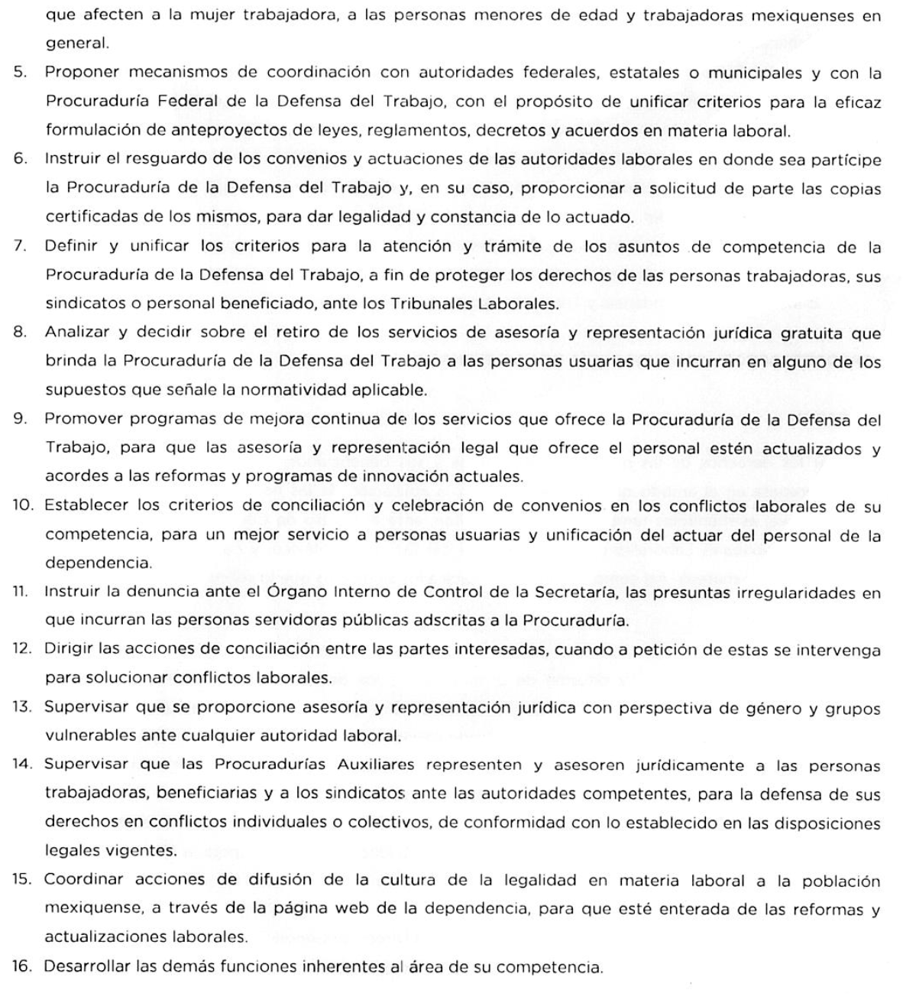 que afecten a la mujer trabajadora, a las personas menores de edad y trabajadoras mexiquenses en
general.
5. Proponer mecanismos de coordinación con autoridades federales, estatales o municipales y con la
Procuraduría Federal de la Defensa del Trabajo, con el propósito de unificar criterios para la eficaz
formulación de anteproyectos de leyes, reglamentos, decretos y acuerdos en materia laboral.
6. Instruir el resguardo de los convenios y actuaciones de las autoridades laborales en donde sea partícipe
la Procuraduría de la Defensa del Trabajo y, en su caso, proporcionar a solicitud de parte las copias
certificadas de los mismos, para dar legalidad y constancia de lo actuado.
7. Definir y unificar los criterios para la atención y trámite de los asuntos de competencia de la
Procuraduría de la Defensa del Trabajo, a fin de proteger los derechos de las personas trabajadoras, sus
sindicatos o personal beneficiado, ante los Tribunales Laborales.
8. Analizar y decidir sobre el retiro de los servicios de asesoría y representación jurídica gratuita que
brinda la Procuraduría de la Defensa del Trabajo a las personas usuarias que incurran en alguno de los
supuestos que señale la normatividad aplicable.
9. Promover programas de mejora continua de los servicios que ofrece la Procuraduría de la Defensa del
Trabajo, para que las asesoría y representación legal que ofrece el personal estén actualizados y
acordes a las reformas y programas de innovación actuales.
10. Establecer los criterios de conciliación y celebración de convenios en los conflictos laborales de su
competencia, para un mejor servicio a personas usuarias y unificación del actuar del personal de la
dependencia.
11. Instruir la denuncia ante el Órgano Interno de Control de la Secretaría, las presuntas irregularidades en
que incurran las personas servidoras públicas adscritas a la Procuraduría.
12. Dirigir las acciones de conciliación entre las partes interesadas, cuando a petición de estas se intervenga
para solucionar conflictos laborales.
13. Supervisar que se proporcione asesoría y representación jurídica con perspectiva de género y grupos
vulnerables ante cualquier autoridad laboral.
14. Supervisar que las Procuradurías Auxiliares representen y asesoren jurídicamente a las personas
trabajadoras, beneficiarias y a los sindicatos ante las autoridades competentes, para la defensa de sus
derechos en conflictos individuales o colectivos, de conformidad con lo establecido en las disposiciones
legales vigentes.
15. Coordinar acciones de difusión de la cultura de la legalidad en materia laboral a la población
mexiquense, a través de la página web de la dependencia, para que esté enterada de las reformas y
actualizaciones laborales.
16. Desarrollar las demás funciones inherentes al área de su competencia.